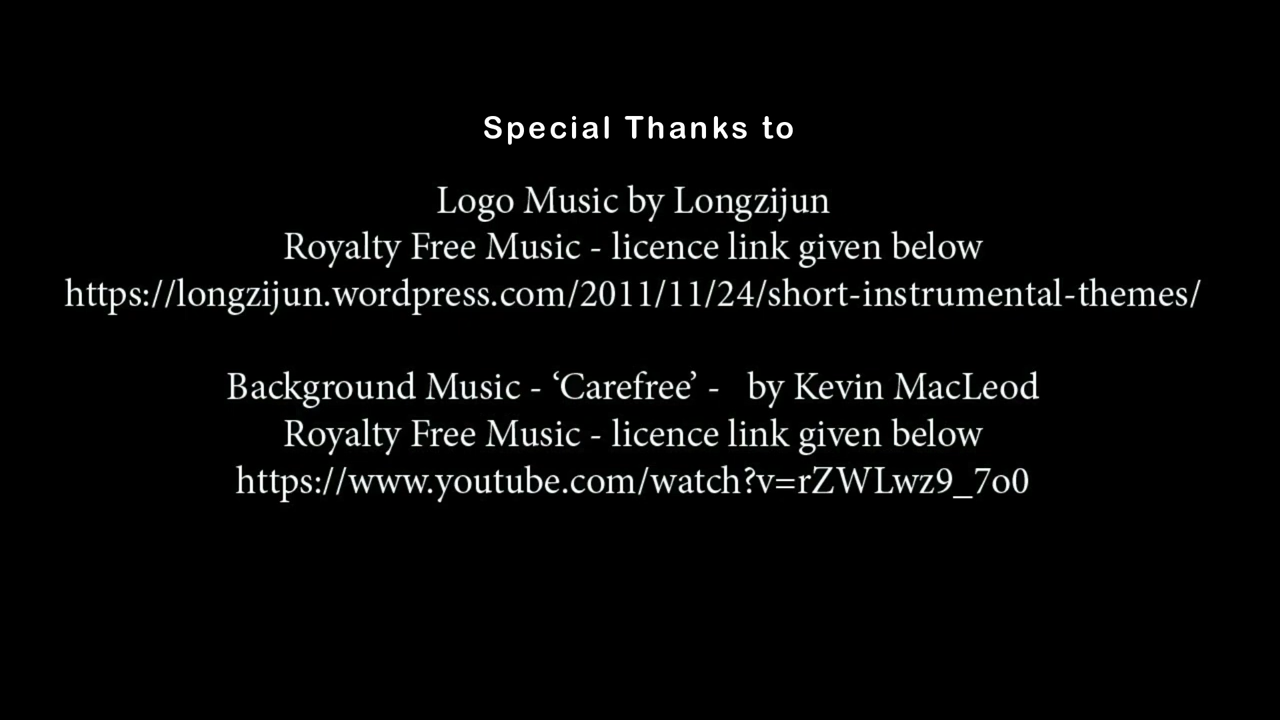 Special Thanks to
Logo Music by Longzijun
Royalty Free Music - licence link given below
https://longzijun.wordpress.com/2011/11/24/short-instrumental-themes/
Background Music - ‘Carefree’ - by Kevin MacLeod
Royalty Free Music - licence link given below
https://www.youtube.com/watch?v=rZWLwz9_7o0